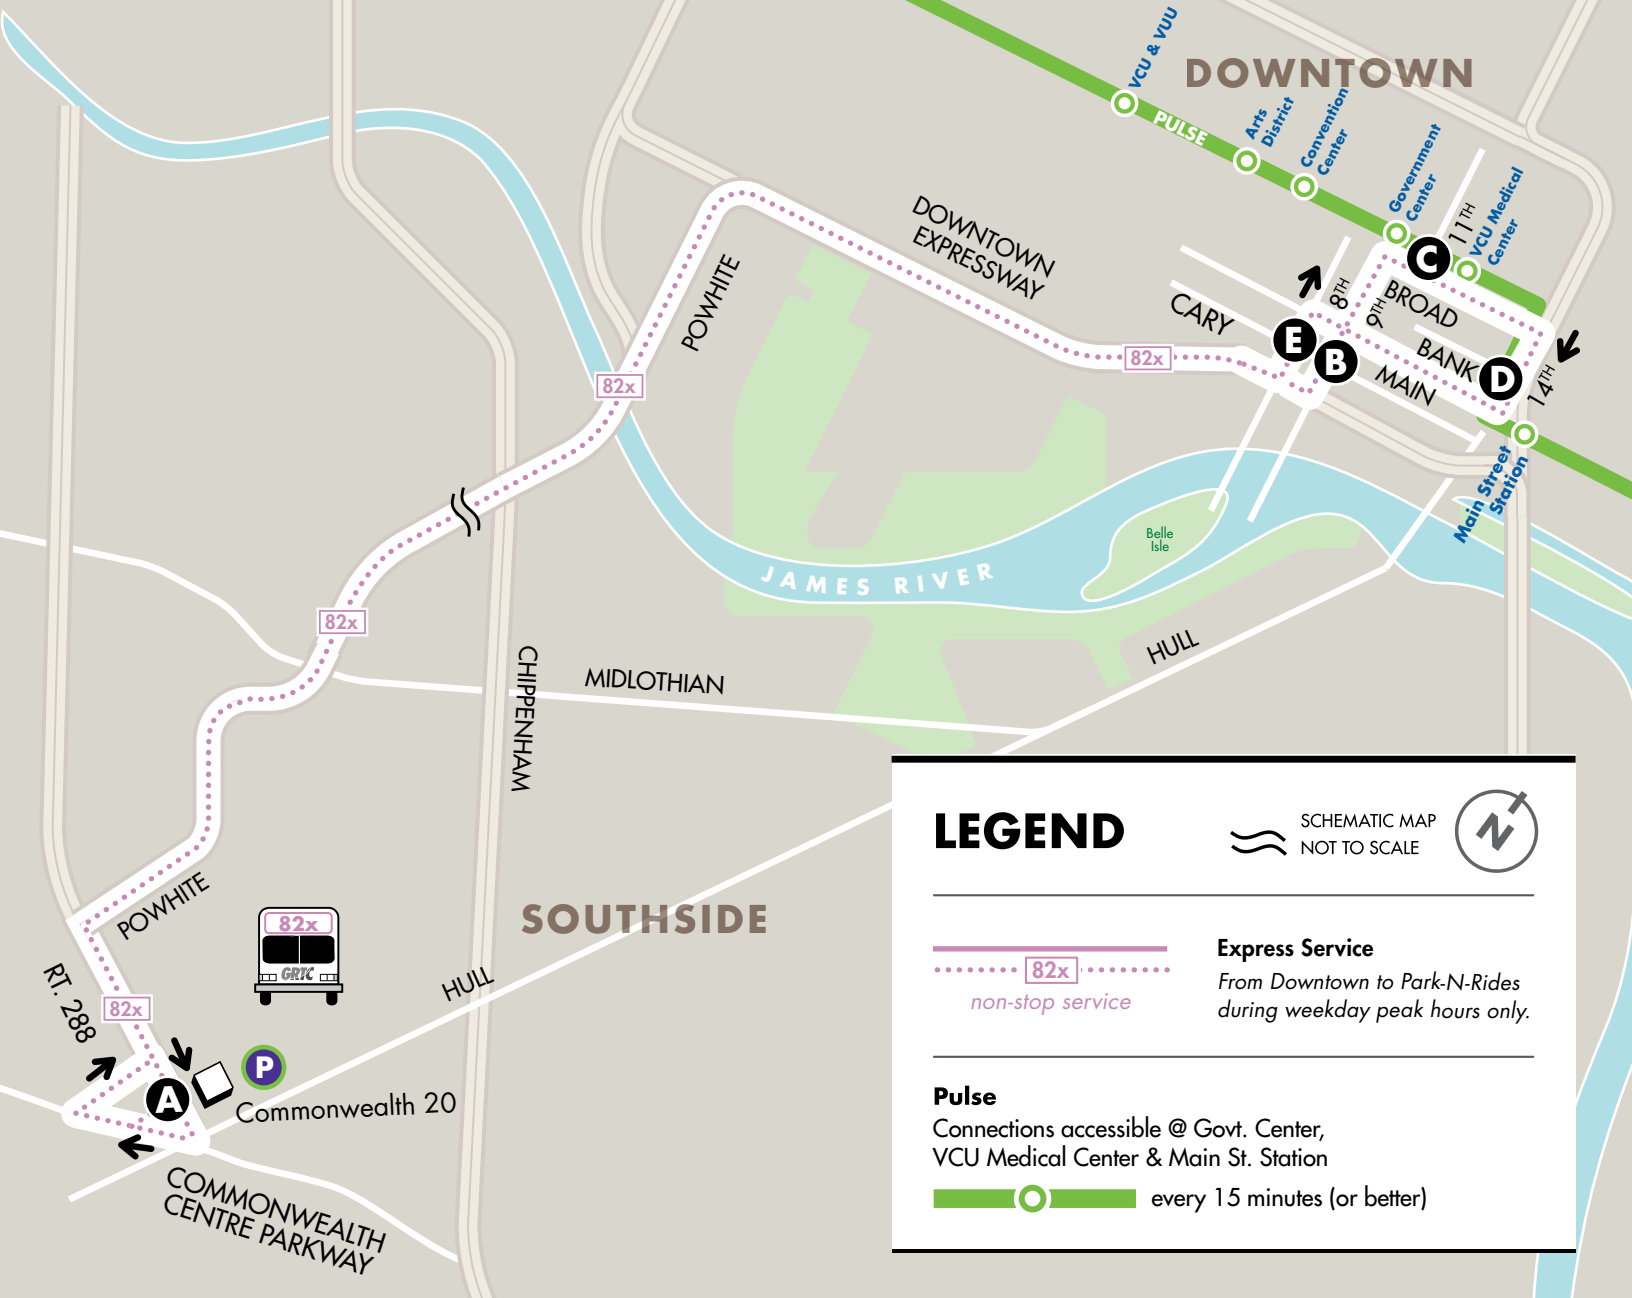 VCU & VUU
DOWNTOWN
PULSE
Arts
District
Convention
Center
Government
Center
11TH
VCU Medical
Center
DOWNTOWN
EXPRESSWAY
POWHITE
CARY
8TH
9TH
BROAD
BANK
MAIN
14TH
C
E
B
D
82x
82x
Main Street
Station
Belle
Isle
JAMES RIVER
HULL
82x
CHIPPENHAM
MIDLOTHIAN
POWHITE
SOUTHSIDE
82x
GRTC
RT. 288
82x
HULL
P
A
Commonwealth 20
COMMONWEALTH
CENTRE PARKWAY
LEGEND
SCHEMATIC MAP
NOT TO SCALE
N
82x
non-stop service
Express Service
From Downtown to Park-N-Rides
during weekday peak hours only.
Pulse
Connections accessible @ Govt. Center,
VCU Medical Center & Main St. Station
every 15 minutes (or better)